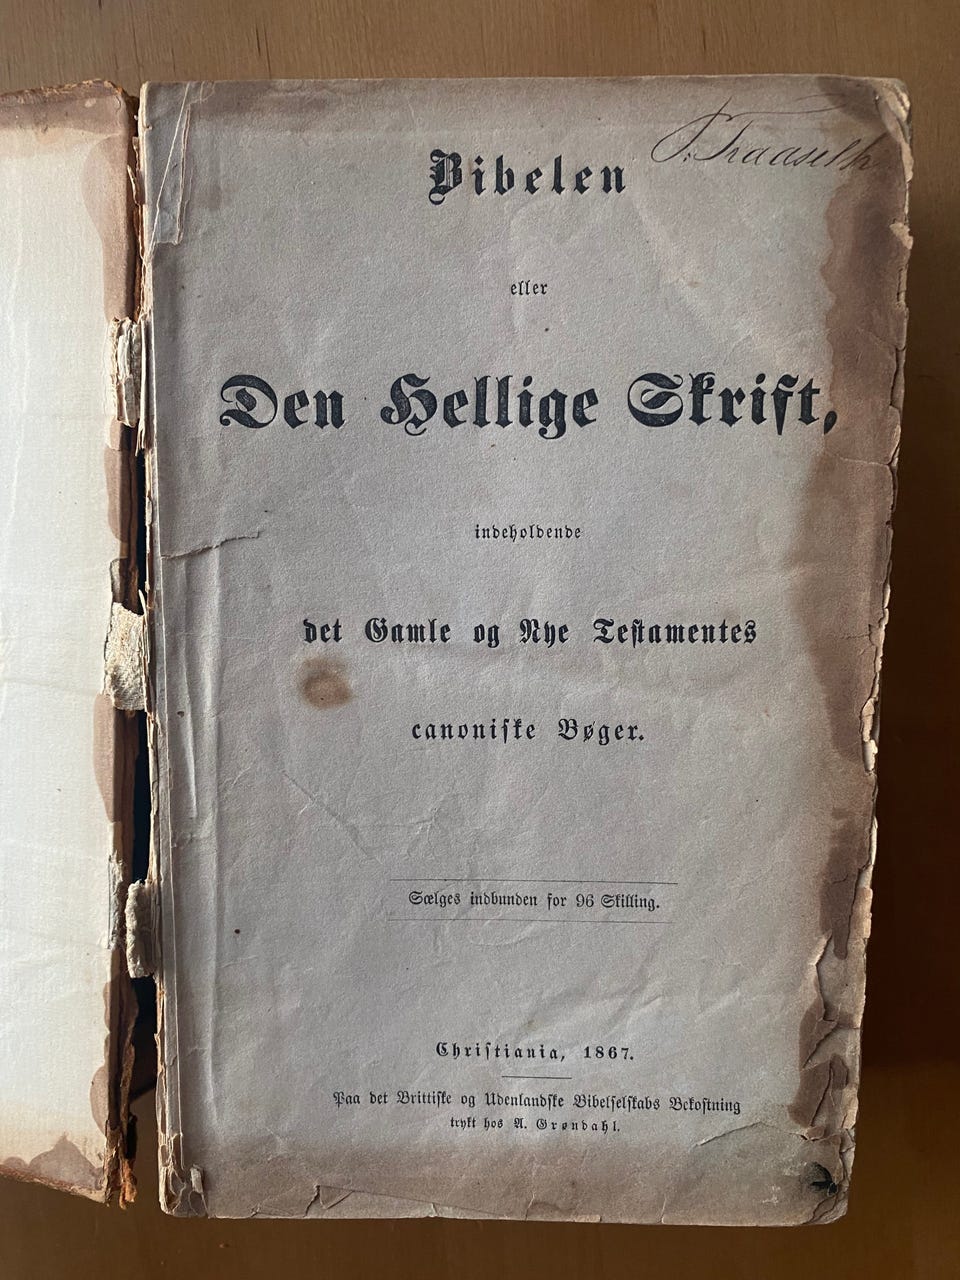 Bibelen
eller
Den Hellige Skrift,
indeholdende
det Gamle og Nye Testamentes
canoniske Bøger.
Sælges indbunden for 96 Skilling.
Christiania, 1867.
Paa det Brittiske og Udenlandske Bibelselskabs Bekostning
trykt hos A. Grøndahl.